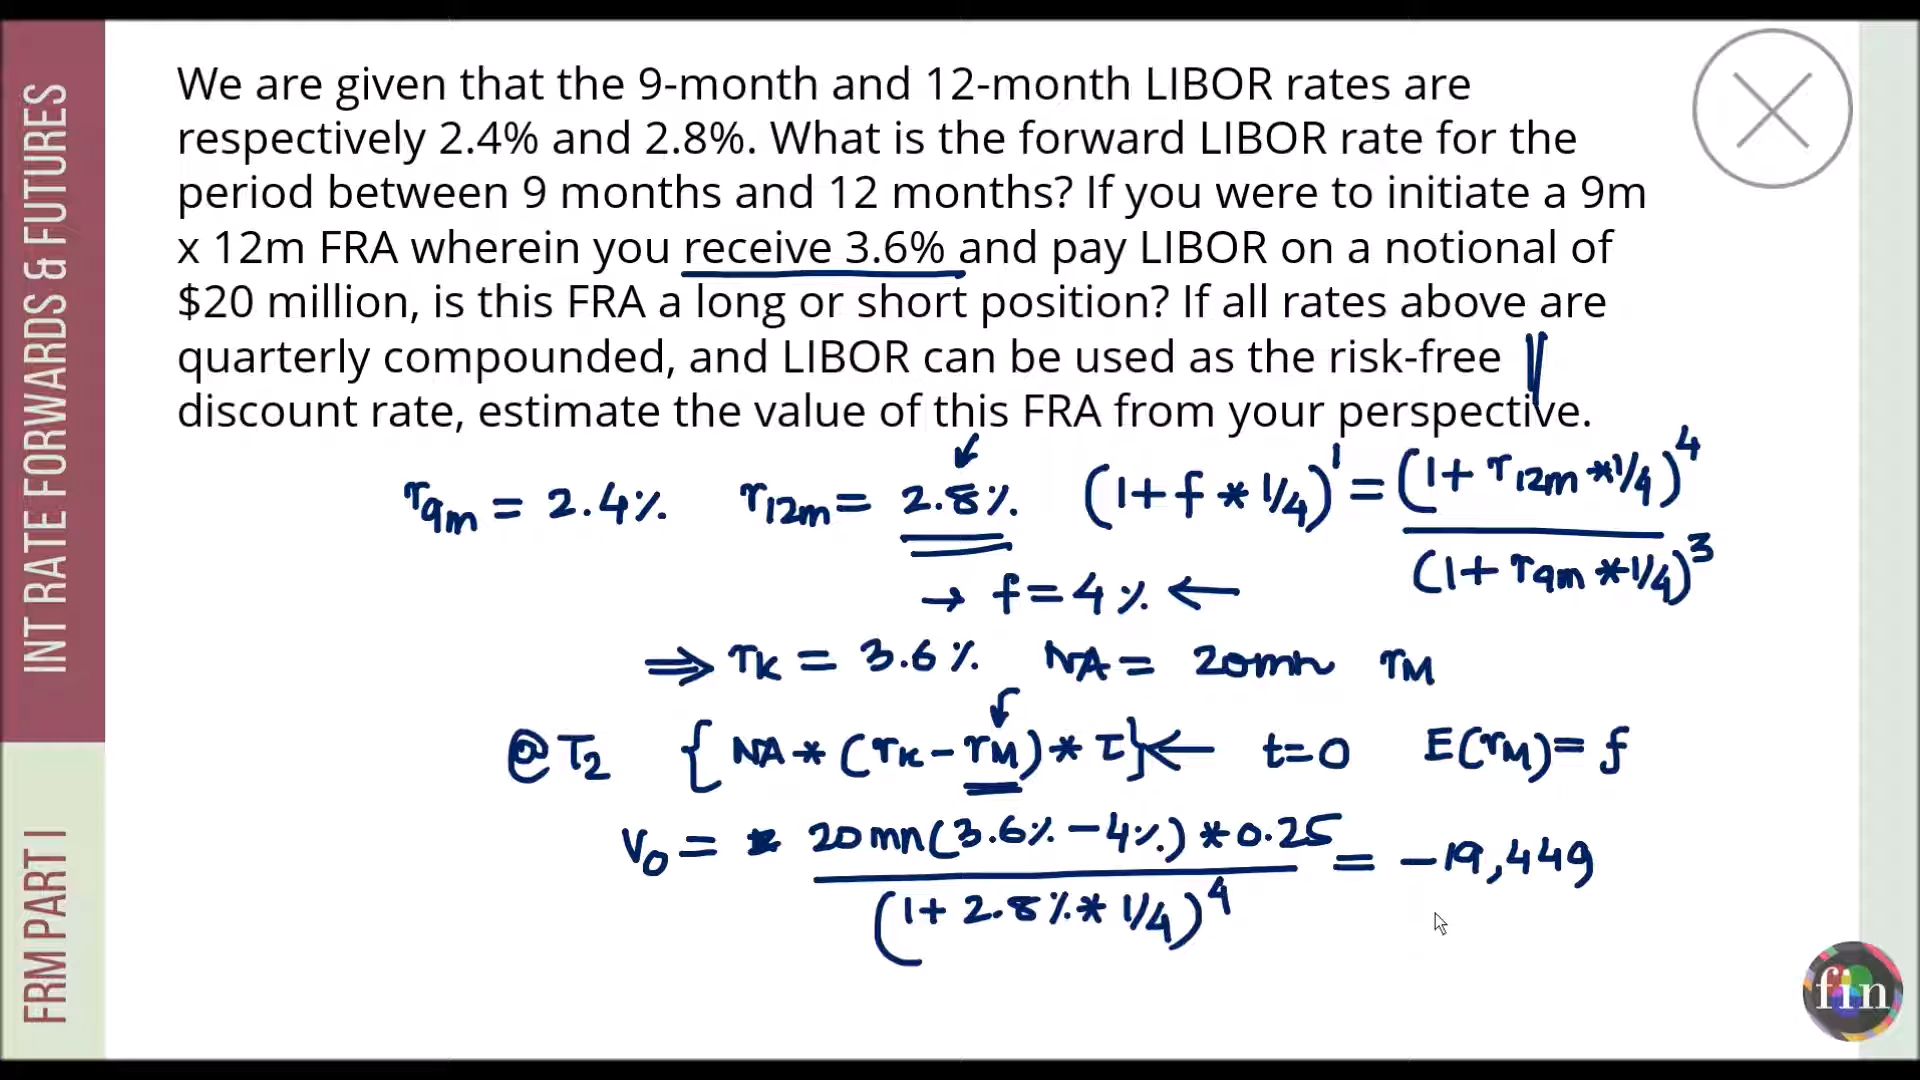 INT RATE FORWARDS & FUTURES
FRM PART I
We are given that the 9-month and 12-month LIBOR rates are
respectively 2.4% and 2.8%. What is the forward LIBOR rate for the
period between 9 months and 12 months? If you were to initiate a 9m
x 12m FRA wherein you receive 3.6% and pay LIBOR on a notional of
$20 million, is this FRA a long or short position? If all rates above are
quarterly compounded, and LIBOR can be used as the risk-free
discount rate, estimate the value of this FRA from your perspective.
r9m = 2.4% r12m = 2.8% (1+f*1/4)^1 = (1+r12m*1/4)^4
(1+r9m*1/4)^3
→ f=4% ←
⇒ rK = 3.6% NA = 20mn rM
@T2 {NA*(rK-rM)*τ}← t=0 E(rM)=f
V0 = 20mn(3.6%-4%)*0.25 = -19,449
(1+2.8%*1/4)^4
fin